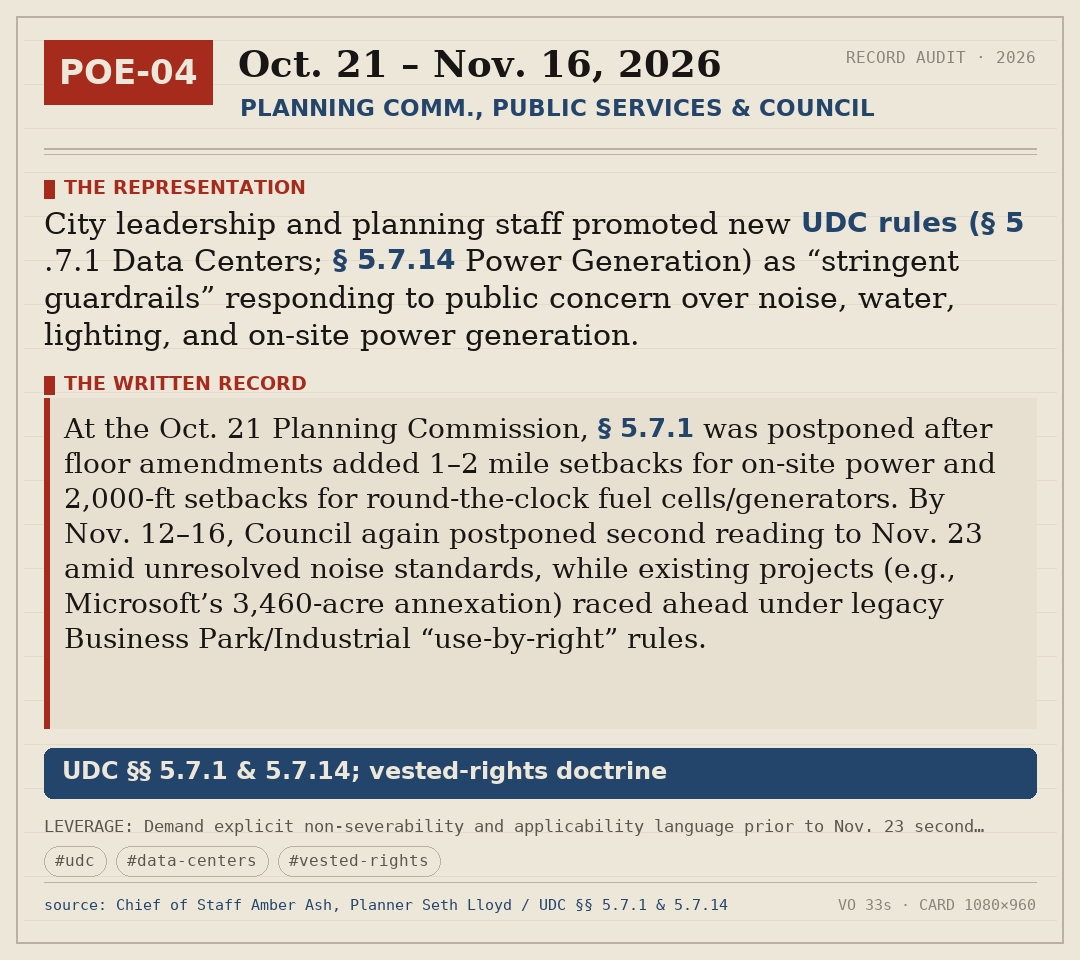 POE-04
Oct. 21 – Nov. 16, 2026
RECORD AUDIT · 2026
PLANNING COMM., PUBLIC SERVICES & COUNCIL
THE REPRESENTATION
City leadership and planning staff promoted new UDC rules (§ 5
.7.1 Data Centers; § 5.7.14 Power Generation) as “stringent
guardrails” responding to public concern over noise, water,
lighting, and on-site power generation.
THE WRITTEN RECORD
At the Oct. 21 Planning Commission, § 5.7.1 was postponed after
floor amendments added 1–2 mile setbacks for on-site power and
2,000-ft setbacks for round-the-clock fuel cells/generators. By
Nov. 12–16, Council again postponed second reading to Nov. 23
amid unresolved noise standards, while existing projects (e.g.,
Microsoft’s 3,460-acre annexation) raced ahead under legacy
Business Park/Industrial “use-by-right” rules.
UDC §§ 5.7.1 & 5.7.14; vested-rights doctrine
LEVERAGE: Demand explicit non-severability and applicability language prior to Nov. 23 second…
#udc #data-centers #vested-rights
source: Chief of Staff Amber Ash, Planner Seth Lloyd / UDC §§ 5.7.1 & 5.7.14
VO 33s · CARD 1080×960